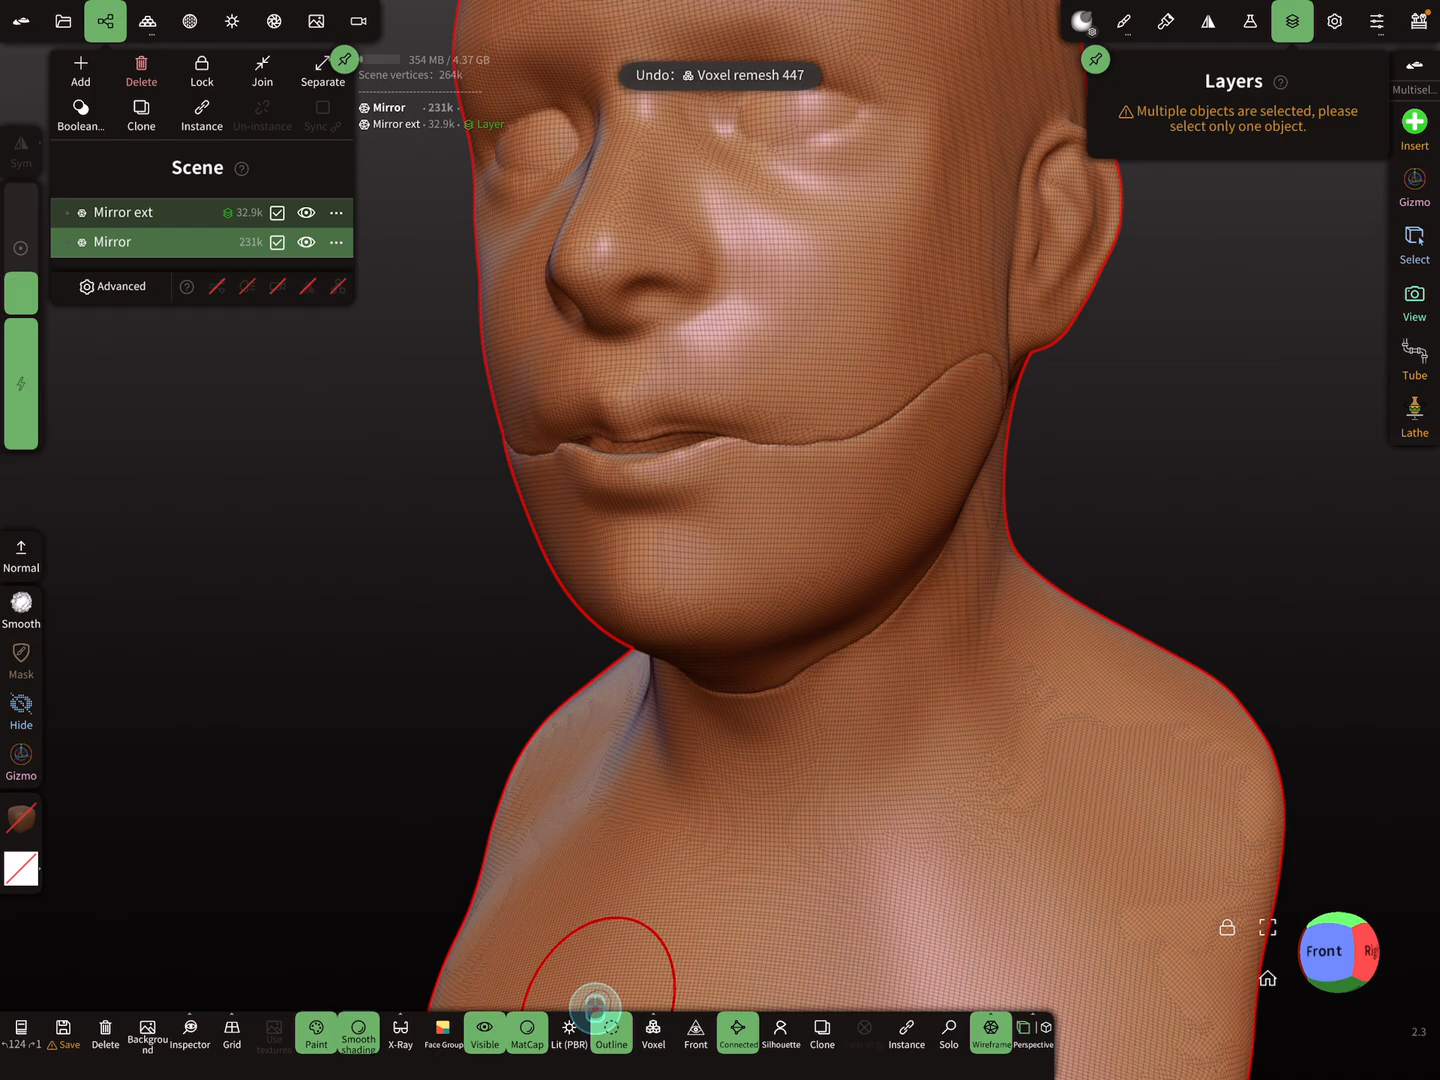 354 MB / 4.37 GB
Scene vertices: 264k
Mirror · 231k ·
Mirror ext · 32.9k · Layer
Undo: Voxel remesh 447
Add
Delete
Lock
Join
Separate
Boolean...
Clone
Instance
Un-instance
Sync
Scene
Mirror ext 32.9k
Mirror 231k
Advanced
Layers
Multiple objects are selected, please
select only one object.
Multisel...
Insert
Gizmo
Select
View
Tube
Lathe
Sym
Normal
Smooth
Mask
Hide
Gizmo
Front
2.3
124 1
Save
Delete
Backgrou
nd
Inspector
Grid
Use
textures
Paint
Smooth
shading
X-Ray
Face Group
Visible
MatCap
Lit (PBR)
Outline
Voxel
Front
Connected
Silhouette
Clone
Instance
Solo
Wireframe
Perspective